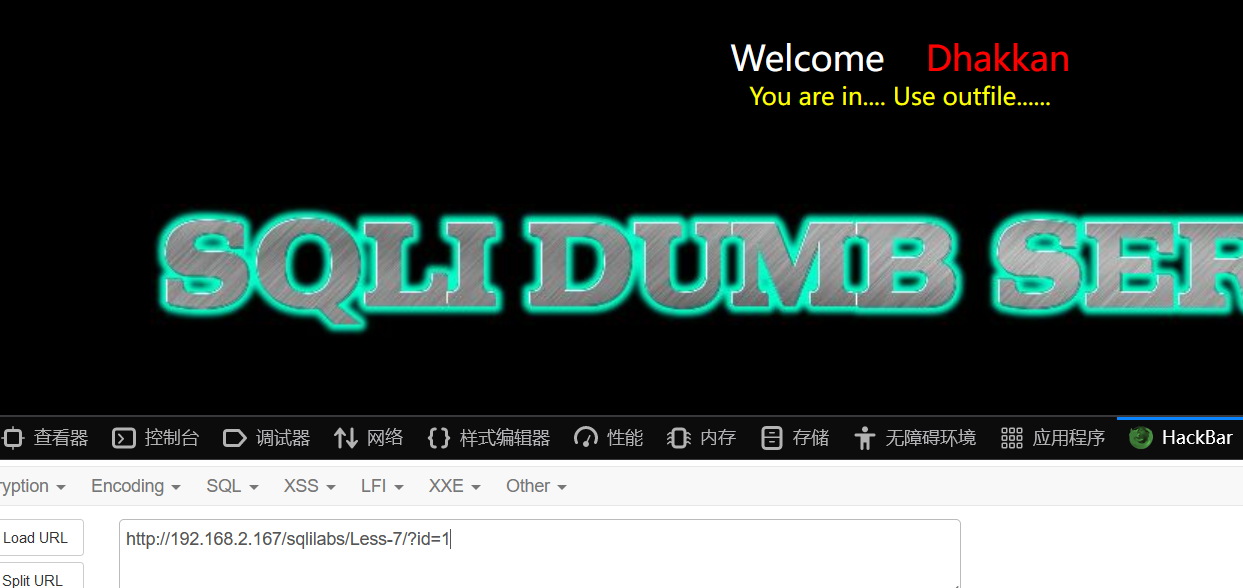 Welcome Dhakkan
You are in.... Use outfile......
SQLI DUMB SER
查看器 控制台 调试器 网络 样式编辑器 性能 内存 存储 无障碍环境 应用程序 HackBar
ryption Encoding SQL XSS LFI XXE Other
Load URL http://192.168.2.167/sqlilabs/Less-7/?id=1
Split URL